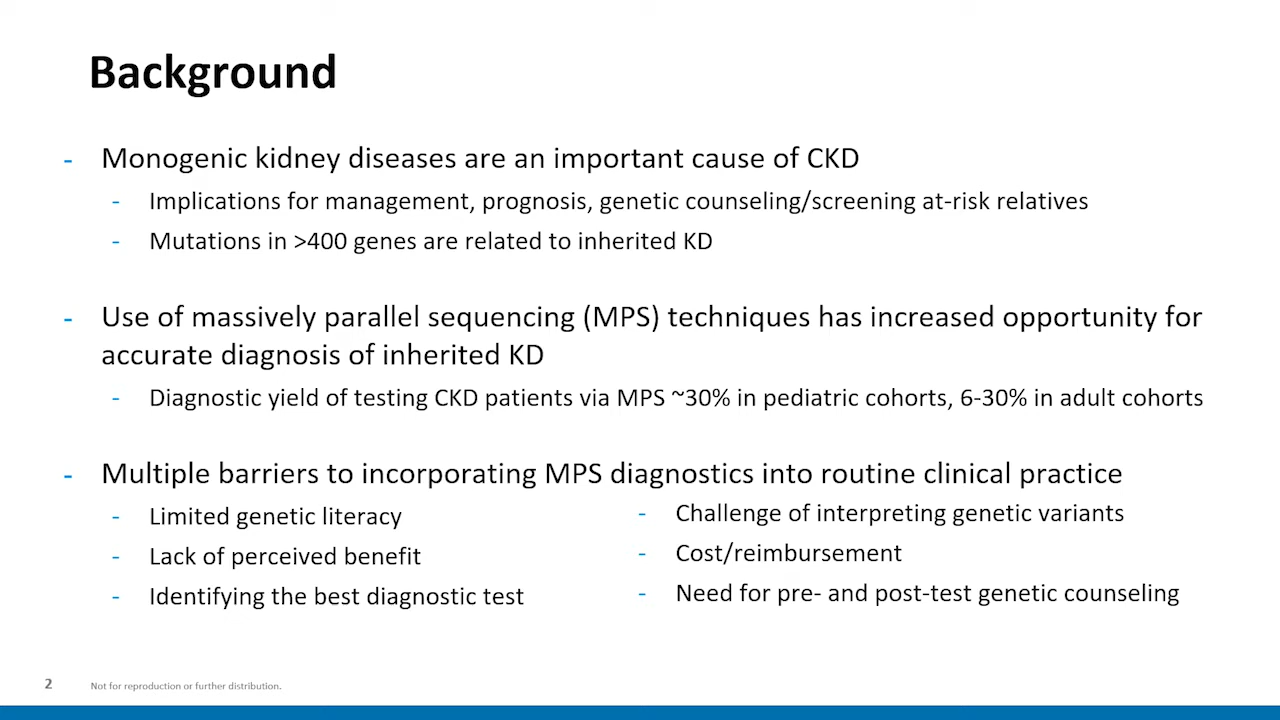 Background
- Monogenic kidney diseases are an important cause of CKD
- Implications for management, prognosis, genetic counseling/screening at-risk relatives
- Mutations in >400 genes are related to inherited KD
- Use of massively parallel sequencing (MPS) techniques has increased opportunity for
accurate diagnosis of inherited KD
- Diagnostic yield of testing CKD patients via MPS ~30% in pediatric cohorts, 6-30% in adult cohorts
- Multiple barriers to incorporating MPS diagnostics into routine clinical practice
- Limited genetic literacy
- Lack of perceived benefit
- Identifying the best diagnostic test
- Challenge of interpreting genetic variants
- Cost/reimbursement
- Need for pre- and post-test genetic counseling
2
Not for reproduction or further distribution.